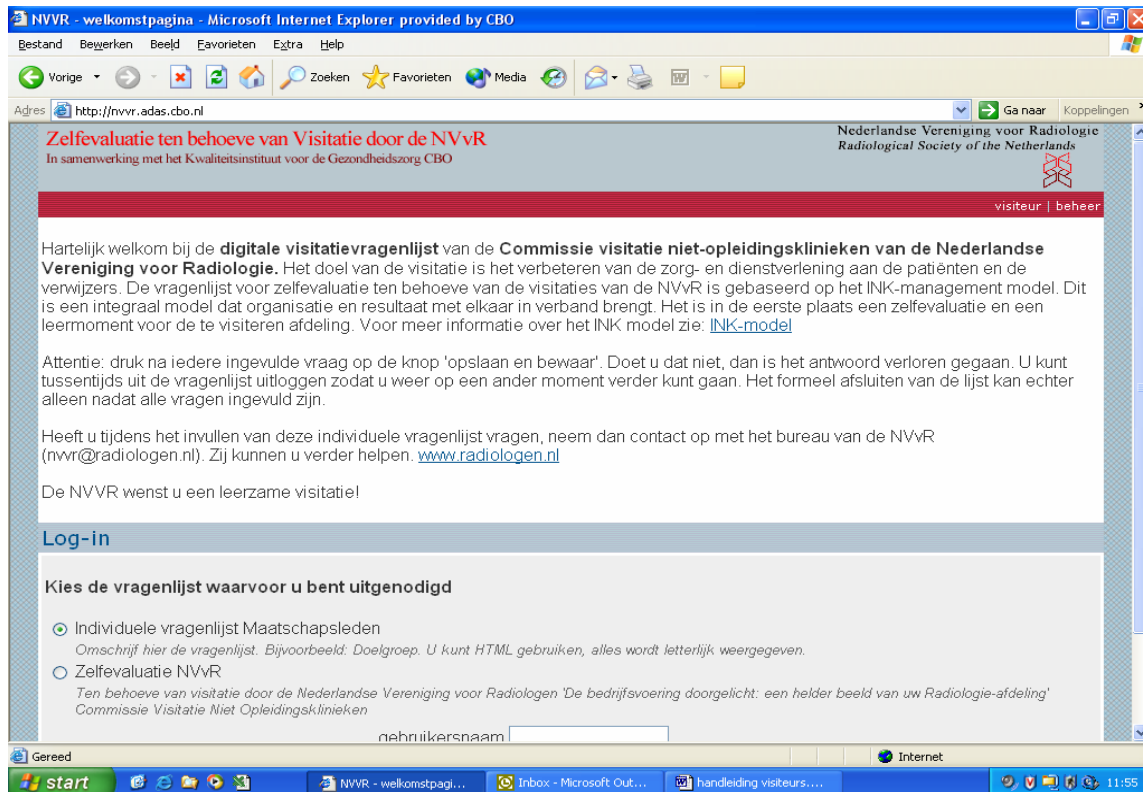 NVVR - welkomstpagina - Microsoft Internet Explorer provided by CBO
Bestand Bewerken Beeld Favorieten Extra Help
Vorige Zoeken Favorieten Media
Adres http://nvvr.adas.cbo.nl Ga naar Koppelingen
Zelfevaluatie ten behoeve van Visitatie door de NVvR
In samenwerking met het Kwaliteitsinstituut voor de Gezondheidszorg CBO
Nederlandse Vereniging voor Radiologie
Radiological Society of the Netherlands
visiteur | beheer
Hartelijk welkom bij de digitale visitatievragenlijst van de Commissie visitatie niet-opleidingsklinieken van de Nederlandse
Vereniging voor Radiologie. Het doel van de visitatie is het verbeteren van de zorg- en dienstverlening aan de patiënten en de
verwijzers. De vragenlijst voor zelfevaluatie ten behoeve van de visitaties van de NVvR is gebaseerd op het INK-management model. Dit
is een integraal model dat organisatie en resultaat met elkaar in verband brengt. Het is in de eerste plaats een zelfevaluatie en een
leermoment voor de te visiteren afdeling. Voor meer informatie over het INK model zie: INK-model
Attentie: druk na iedere ingevulde vraag op de knop 'opslaan en bewaar'. Doet u dat niet, dan is het antwoord verloren gegaan. U kunt
tussentijds uit de vragenlijst uitloggen zodat u weer op een ander moment verder kunt gaan. Het formeel afsluiten van de lijst kan echter
alleen nadat alle vragen ingevuld zijn.
Heeft u tijdens het invullen van deze individuele vragenlijst vragen, neem dan contact op met het bureau van de NVvR
(nvvr@radiologen.nl). Zij kunnen u verder helpen. www.radiologen.nl
De NVVR wenst u een leerzame visitatie!
Log-in
Kies de vragenlijst waarvoor u bent uitgenodigd
Individuele vragenlijst Maatschapsleden
Omschrijf hier de vragenlijst. Bijvoorbeeld: Doelgroep. U kunt HTML gebruiken, alles wordt letterlijk weergegeven.
Zelfevaluatie NVvR
Ten behoeve van visitatie door de Nederlandse Vereniging voor Radiologen 'De bedrijfsvoering doorgelicht: een helder beeld van uw Radiologie-afdeling'
Commissie Visitatie Niet Opleidingsklinieken
gebruikersnaam
Gereed Internet
start NVVR - welkomstpagi... Inbox - Microsoft Out... handleiding visiteurs.... 11:55